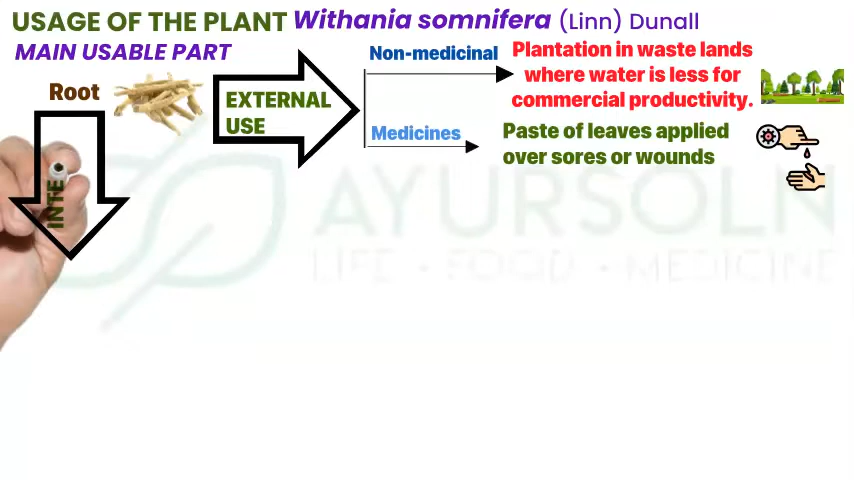 USAGE OF THE PLANT Withania somnifera (Linn) Dunall
MAIN USABLE PART
Root
EXTERNAL
USE
Non-medicinal
Plantation in waste lands
where water is less for
commercial productivity.
Medicines
Paste of leaves applied
over sores or wounds
INTE
AYURSOLN
LIFE · FOOD · MEDICINE